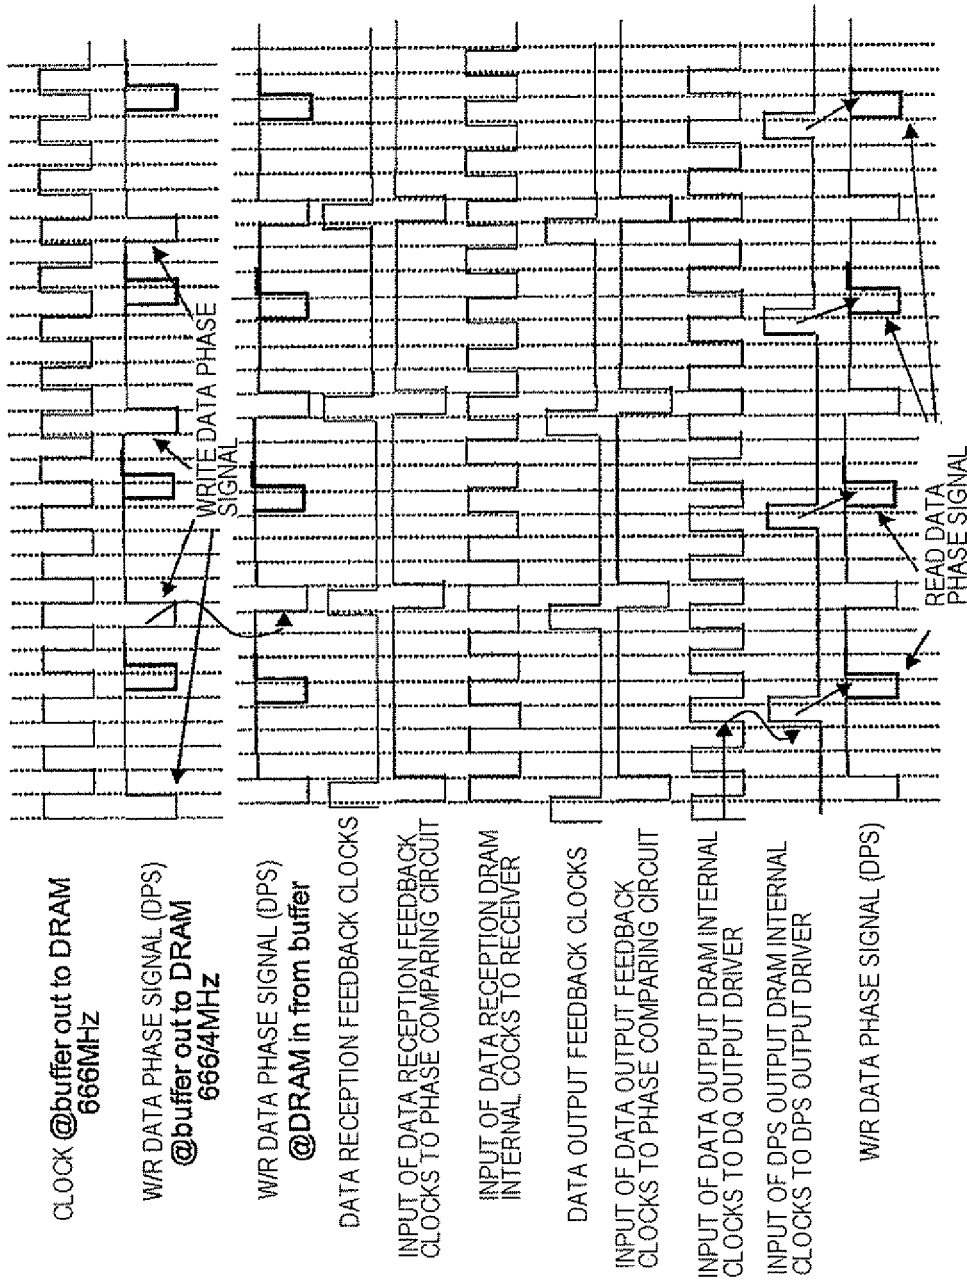 CLOCK @buffer out to DRAM
666MHz
W/R DATA PHASE SIGNAL (DPS)
@buffer out to DRAM
666/4MHz
W/R DATA PHASE SIGNAL (DPS)
@DRAM in from buffer
DATA RECEPTION FEEDBACK CLOCKS
INPUT OF DATA RECEPTION FEEDBACK
CLOCKS TO PHASE COMPARING CIRCUIT
INPUT OF DATA RECEPTION DRAM
INTERNAL COCKS TO RECEIVER
DATA OUTPUT FEEDBACK CLOCKS
INPUT OF DATA OUTPUT FEEDBACK
CLOCKS TO PHASE COMPARING CIRCUIT
INPUT OF DATA OUTPUT DRAM INTERNAL
CLOCKS TO DQ OUTPUT DRIVER
INPUT OF DPS OUTPUT DRAM INTERNAL
CLOCKS TO DPS OUTPUT DRIVER
W/R DATA PHASE SIGNAL (DPS)
WRITE DATA PHASE
SIGNAL
READ DATA
PHASE SIGNAL